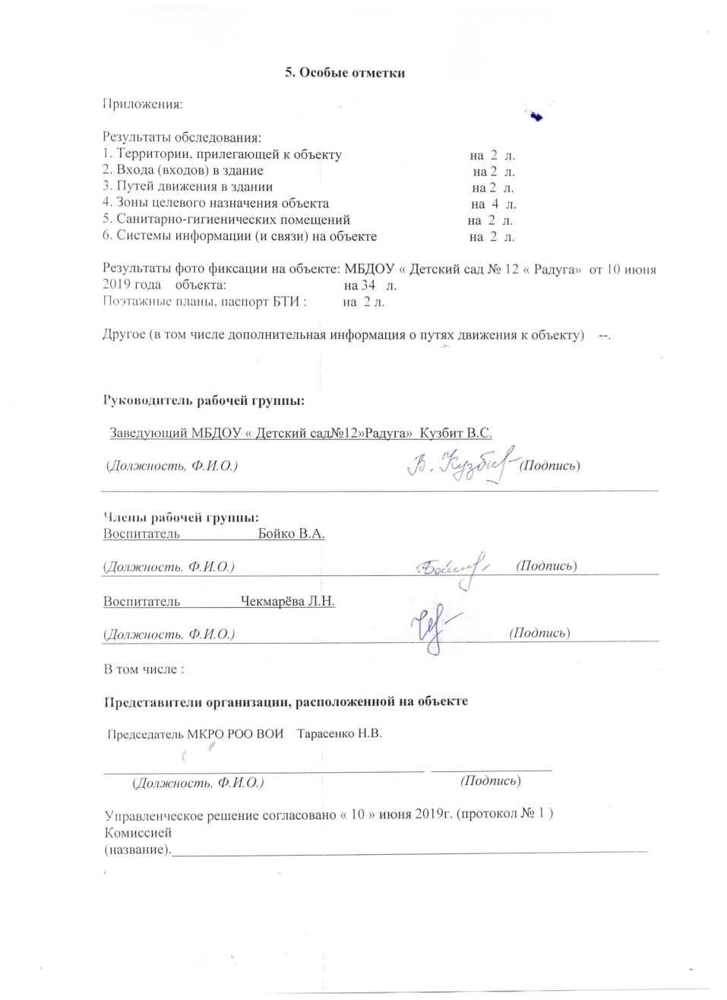 5. Особые отметки
Приложения:
Результаты обследования:
1. Территории, прилегающей к объекту на 2 л.
2. Входа (входов) в здание на 2 л.
3. Путей движения в здании на 2 л.
4. Зоны целевого назначения объекта на 4 л.
5. Санитарно-гигиенических помещений на 2 л.
6. Системы информации (и связи) на объекте на 2 л.
Результаты фото фиксации на объекте: МБДОУ « Детский сад № 12 « Радуга» от 10 июня
2019 года объекта: на 34 л.
Поэтажные планы, паспорт БТИ : на 2 л.
Другое (в том числе дополнительная информация о путях движения к объекту) --.
Руководитель рабочей группы:
Заведующий МБДОУ « Детский сад№12»Радуга» Кузбит В.С.
(Должность, Ф.И.О.) В. Кузбит (Подпись)
Члены рабочей группы:
Воспитатель Бойко В.А.
(Должность, Ф.И.О.) (Подпись)
Воспитатель Чекмарёва Л.Н.
(Должность, Ф.И.О.) (Подпись)
В том числе :
Представители организации, расположенной на объекте
Председатель МКРО РОО ВОИ Тарасенко Н.В.
(Должность, Ф.И.О.) (Подпись)
Управленческое решение согласовано « 10 » июня 2019г. (протокол № 1 )
Комиссией
(название).